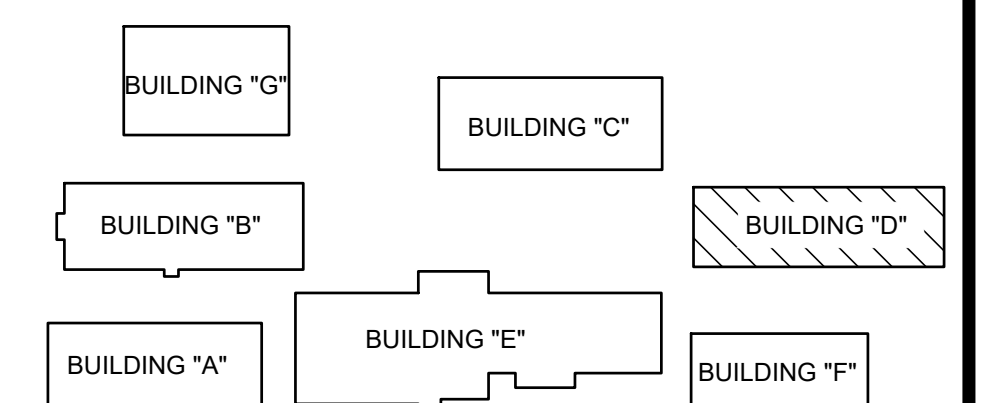 BUILDING "G"
BUILDING "C"
BUILDING "B"
BUILDING "D"
BUILDING "E"
BUILDING "A"
BUILDING "F"